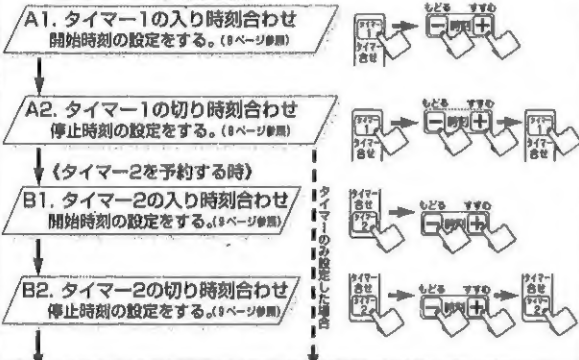 A1. タイマー1の入り時刻合わせ
開始時刻の設定をする。(9ページ参照)
タイマー
1
タイマー
合せ
もどる すすむ
− 時刻 +
A2. タイマー1の切り時刻合わせ
停止時刻の設定をする。(9ページ参照)
タイマー
1
タイマー
合せ
もどる すすむ
− 時刻 +
タイマー
1
タイマー
合せ
《タイマー2を予約する時》
B1. タイマー2の入り時刻合わせ
開始時刻の設定をする。(9ページ参照)
タイマーのみ設定した場合
タイマー
合せ
タイマー
2
もどる すすむ
− 時刻 +
B2. タイマー2の切り時刻合わせ
停止時刻の設定をする。(9ページ参照)
タイマー
合せ
タイマー
2
もどる すすむ
− 時刻 +
タイマー
合せ
タイマー
2